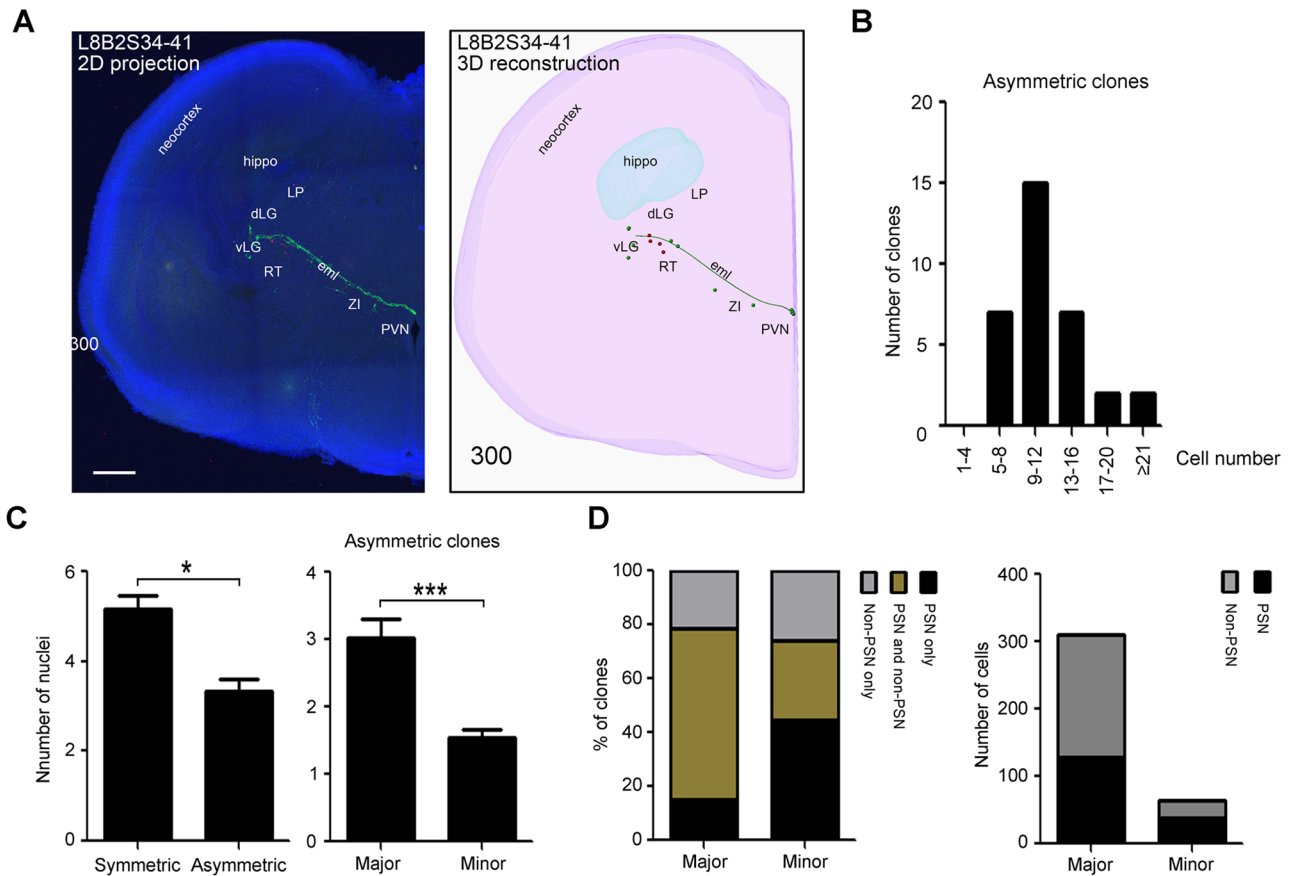 A
L8B2S34-41
2D projection
neocortex
hippo
LP
dLG
vLG
RT
eml
ZI
PVN
300
L8B2S34-41
3D reconstruction
neocortex
hippo
LP
dLG
vLG
RT
eml
ZI
PVN
300
B
Asymmetric clones
Number of clones
20
15
10
5
0
1-4
5-8
9-12
13-16
17-20
≥21
Cell number
C
Nnumber of nuclei
6
4
2
0
*
Symmetric
Asymmetric
Asymmetric clones
4
3
2
1
0
***
Major
Minor
D
% of clones
100
80
60
40
20
0
Major
Minor
Non-PSN only
PSN and non-PSN
PSN only
Number of cells
400
300
200
100
0
Major
Minor
Non-PSN
PSN